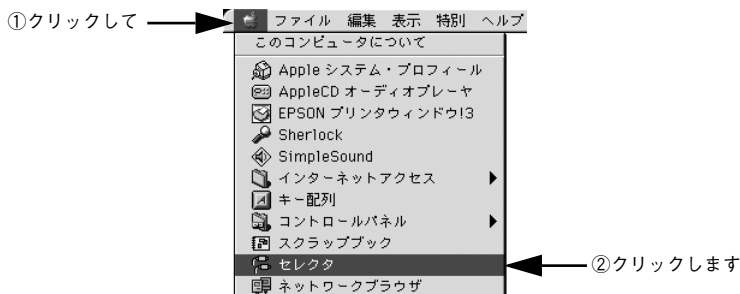 ①クリックして
ファイル 編集 表示 特別 ヘルプ
このコンピュータについて
Apple システム・プロフィール
AppleCD オーディオプレーヤ
EPSON プリンタウィンドウ!3
Sherlock
SimpleSound
インターネットアクセス
キー配列
コントロールパネル
スクラップブック
セレクタ
②クリックします
ネットワークブラウザ